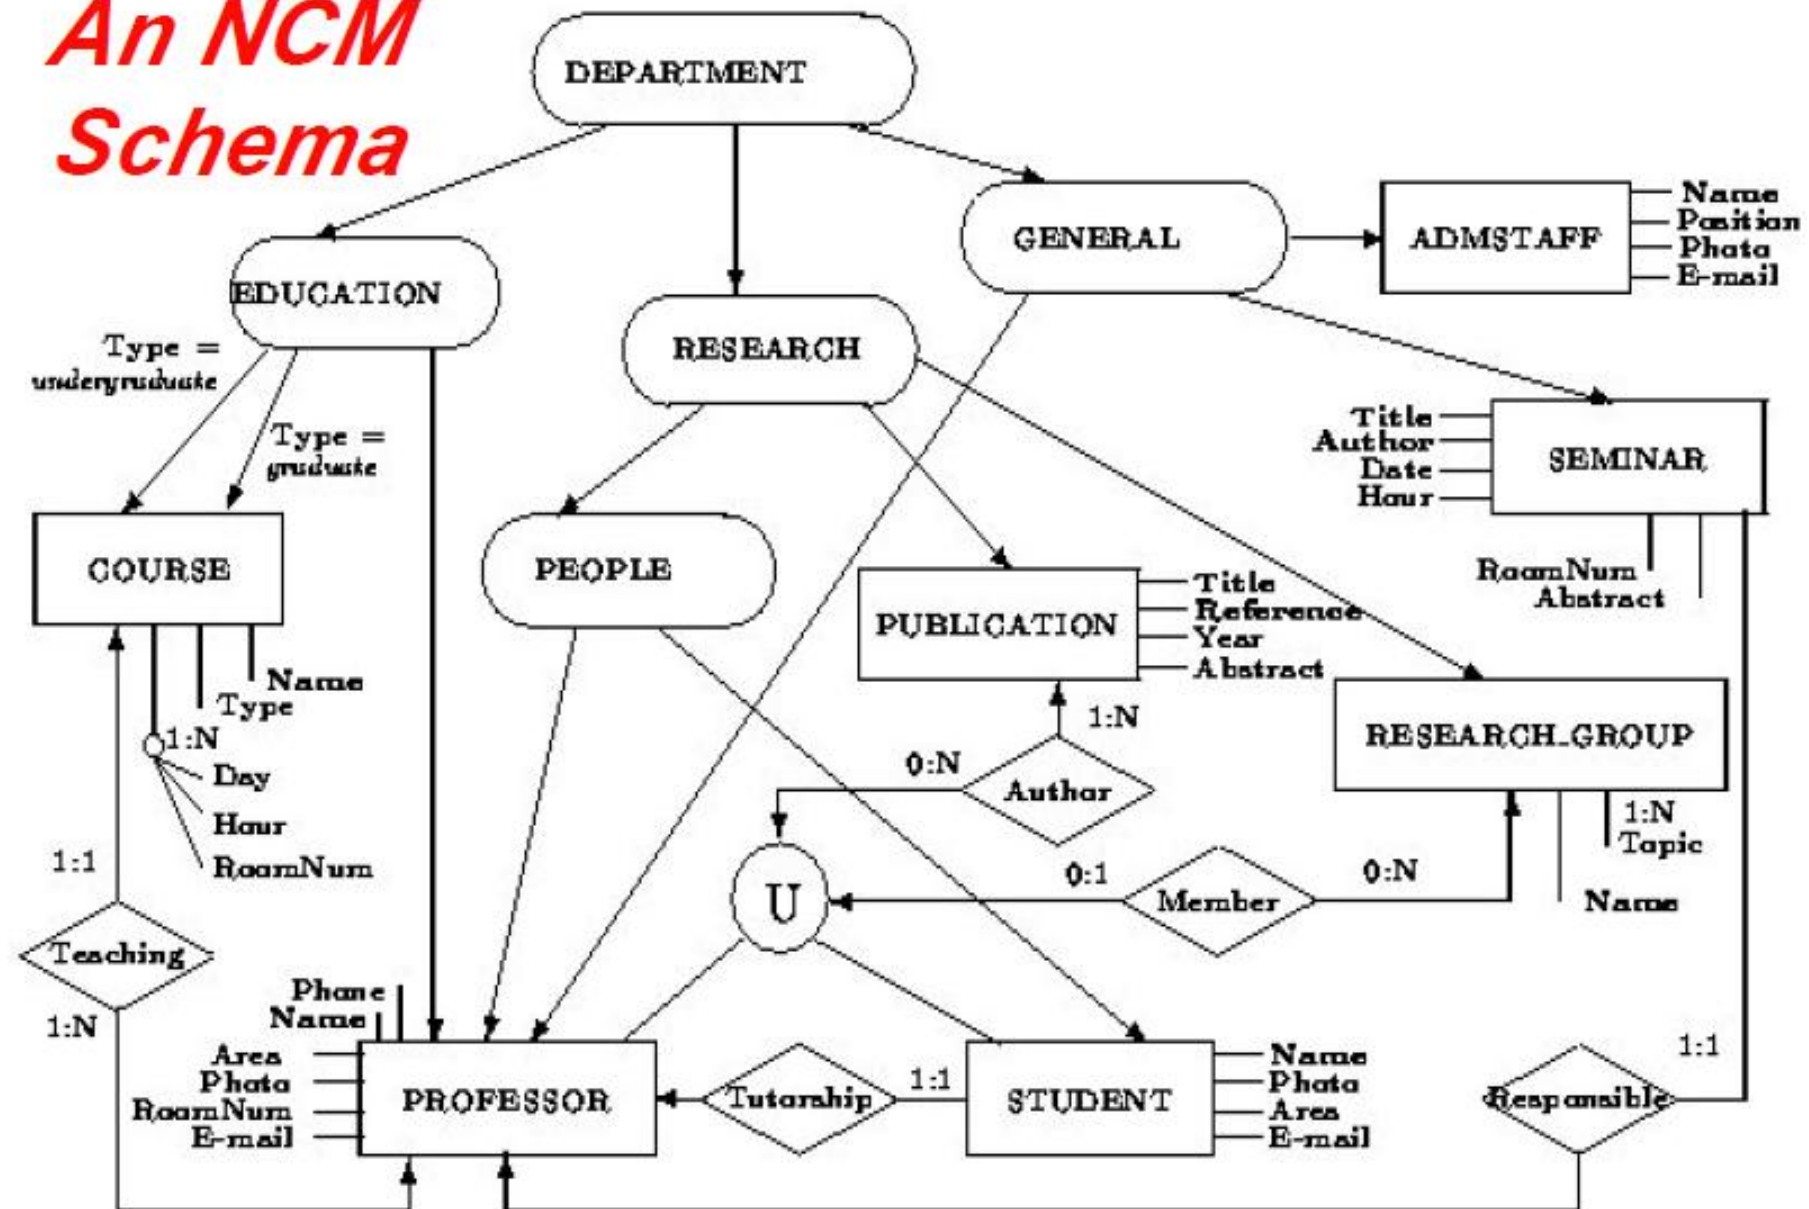 An NCM
Schema
DEPARTMENT
EDUCATION
RESEARCH
GENERAL
ADMSTAFF
Name
Position
Photo
E-mail
Type =
undergraduate
Type =
graduate
COURSE
Name
Type
1:N
Day
Hour
RoomNum
PEOPLE
PUBLICATION
Title
Reference
Year
Abstract
Title
Author
Date
Hour
SEMINAR
RoomNum
Abstract
RESEARCH_GROUP
1:N
Topic
Name
1:N
0:N
Author
U
0:1
Member
0:N
1:1
Teaching
1:N
Phone
Name
Area
Photo
RoomNum
E-mail
PROFESSOR
Tutorship
1:1
STUDENT
Name
Photo
Area
E-mail
Responsible
1:1